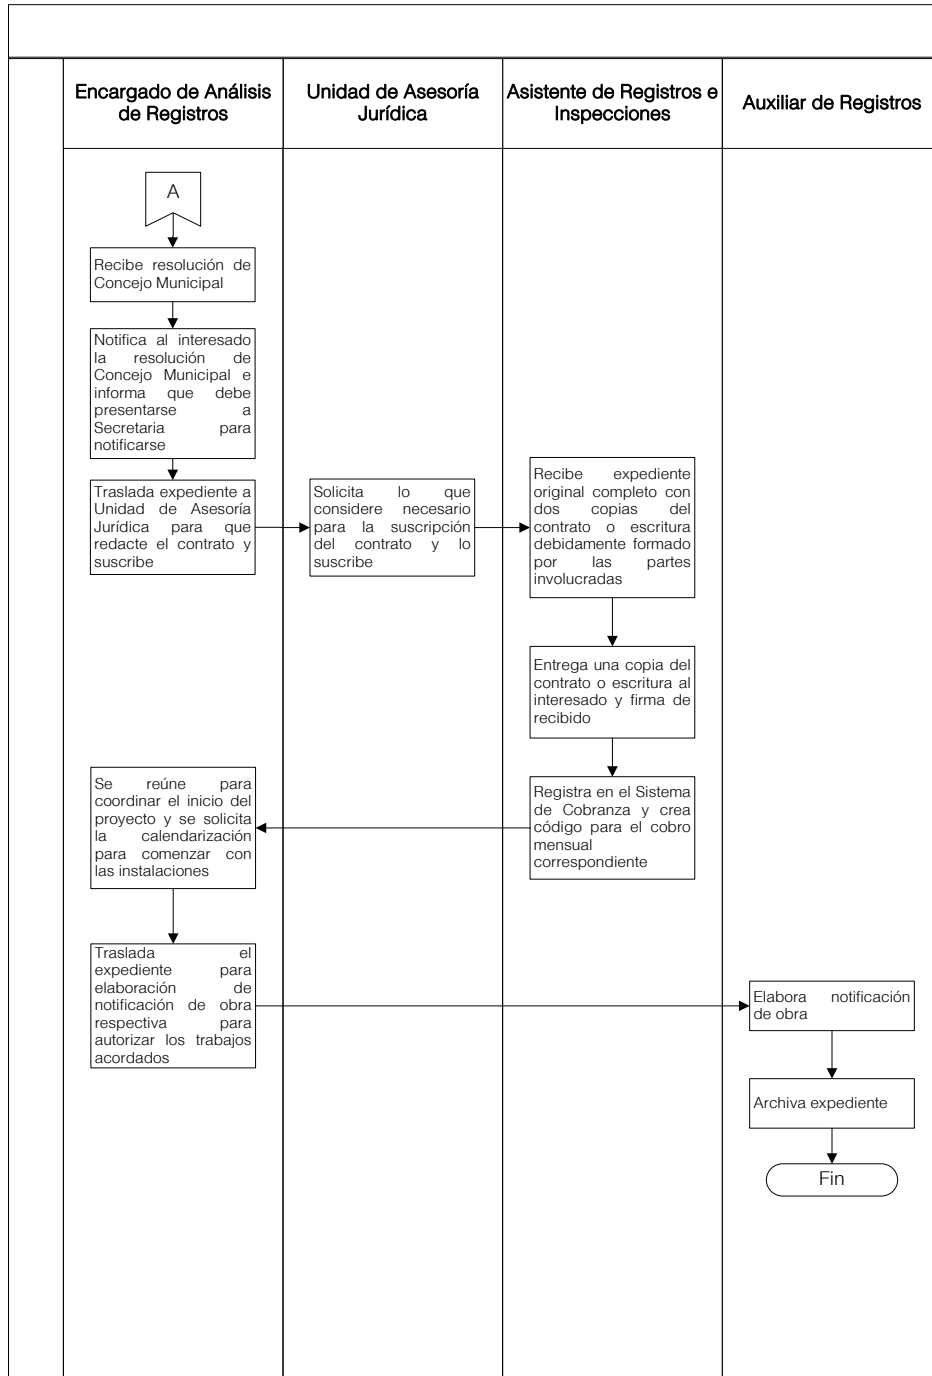 Encargado de Análisis
de Registros
Unidad de Asesoría
Jurídica
Asistente de Registros e
Inspecciones
Auxiliar de Registros
A
Recibe resolución de
Concejo Municipal
Notifica al interesado
la resolución de
Concejo Municipal e
informa que debe
presentarse a
Secretaria para
notificarse
Traslada expediente a
Unidad de Asesoría
Jurídica para que
redacte el contrato y
suscribe
Solicita lo que
considere necesario
para la suscripción
del contrato y lo
suscribe
Recibe expediente
original completo con
dos copias del
contrato o escritura
debidamente formado
por las partes
involucradas
Entrega una copia del
contrato o escritura al
interesado y firma de
recibido
Registra en el Sistema
de Cobranza y crea
código para el cobro
mensual
correspondiente
Se reúne para
coordinar el inicio del
proyecto y se solicita
la calendarización
para comenzar con
las instalaciones
Traslada el
expediente para
elaboración de
notificación de obra
respectiva para
autorizar los trabajos
acordados
Elabora notificación
de obra
Archiva expediente
Fin